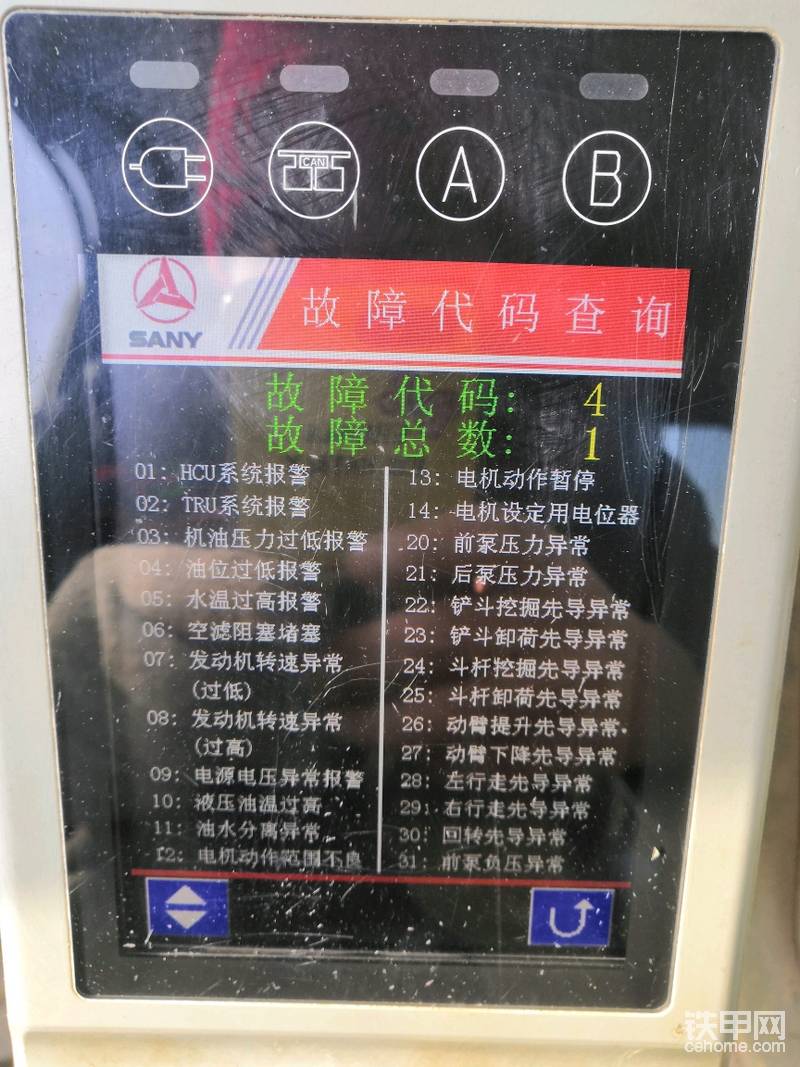 CAN
A
B
SANY
故障代码查询
故障代码: 4
故障总数: 1
01: HCU系统报警
02: TRU系统报警
03: 机油压力过低报警
04: 油位过低报警
05: 水温过高报警
06: 空滤阻塞堵塞
07: 发动机转速异常
(过低)
08: 发动机转速异常
(过高)
09: 电源电压异常报警
10: 液压油温过高
11: 油水分离异常
12: 电机动作范围不良
13: 电机动作暂停
14: 电机设定用电位器
20: 前泵压力异常
21: 后泵压力异常
22: 铲斗挖掘先导异常
23: 铲斗卸荷先导异常
24: 斗杆挖掘先导异常
25: 斗杆卸荷先导异常
26: 动臂提升先导异常
27: 动臂下降先导异常
28: 左行走先导异常
29: 右行走先导异常
30: 回转先导异常
31: 前泵负压异常
铁甲网
cehome.com